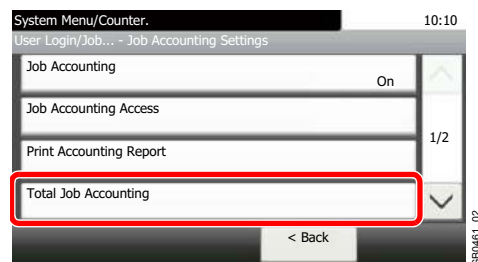 System Menu/Counter.
10:10
User Login/Job... - Job Accounting Settings
Job Accounting
On
Job Accounting Access
1/2
Print Accounting Report
Total Job Accounting
< Back